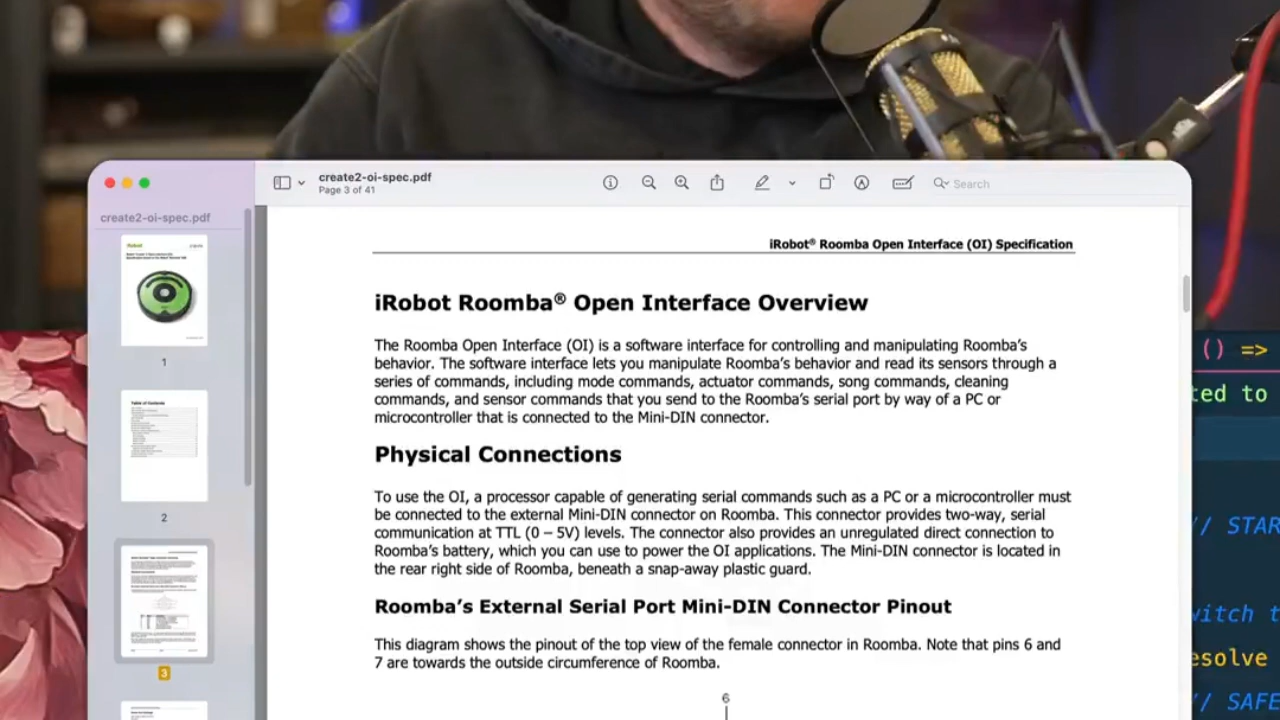 create2-oi-spec.pdf
Page 3 of 41
Search
create2-oi-spec.pdf
1
Table of Contents
2
3
iRobot® Roomba Open Interface (OI) Specification
iRobot Roomba® Open Interface Overview
The Roomba Open Interface (OI) is a software interface for controlling and manipulating Roomba's
behavior. The software interface lets you manipulate Roomba's behavior and read its sensors through a
series of commands, including mode commands, actuator commands, song commands, cleaning
commands, and sensor commands that you send to the Roomba's serial port by way of a PC or
microcontroller that is connected to the Mini-DIN connector.
Physical Connections
To use the OI, a processor capable of generating serial commands such as a PC or a microcontroller must
be connected to the external Mini-DIN connector on Roomba. This connector provides two-way, serial
communication at TTL (0 – 5V) levels. The connector also provides an unregulated direct connection to
Roomba's battery, which you can use to power the OI applications. The Mini-DIN connector is located in
the rear right side of Roomba, beneath a snap-away plastic guard.
Roomba's External Serial Port Mini-DIN Connector Pinout
This diagram shows the pinout of the top view of the female connector in Roomba. Note that pins 6 and
7 are towards the outside circumference of Roomba.
6
() =>
ted to
// STAR
witch t
esolve
// SAFE